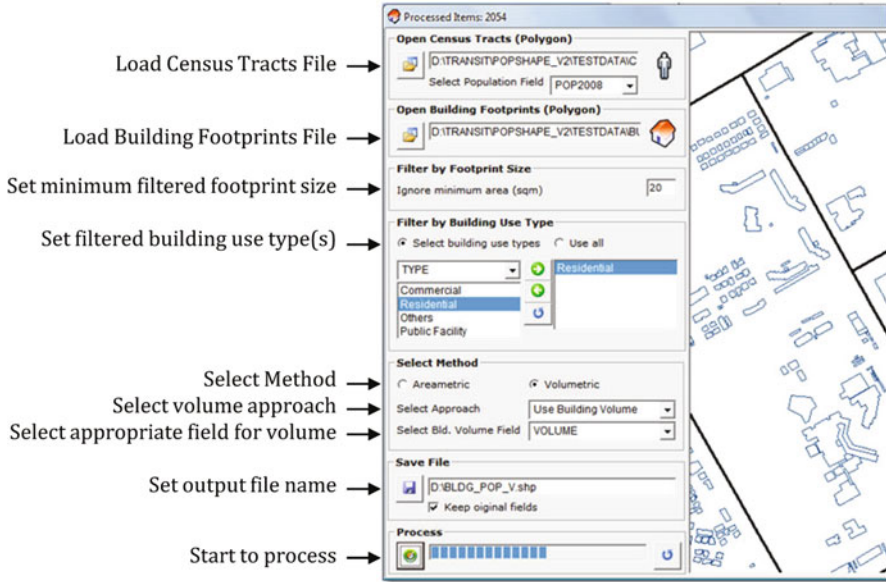 Processed Items: 2054
Open Census Tracts (Polygon)
Load Census Tracts File
D:\TRANSIT\POPSHAPE_V2\TESTDATA\C
Select Population Field POP2008
Open Building Footprints (Polygon)
Load Building Footprints File
D:\TRANSIT\POPSHAPE_V2\TESTDATA\BU
Filter by Footprint Size
Set minimum filtered footprint size
Ignore minimum area (sqm) 20
Filter by Building Use Type
Set filtered building use type(s)
Select building use types Use all
TYPE Residential
Commercial
Residential
Others
Public Facility
Select Method
Select Method
Areametric Volumetric
Select volume approach
Select Approach Use Building Volume
Select appropriate field for volume
Select Bld. Volume Field VOLUME
Save File
Set output file name
D:\BLDG_POP_V.shp
Keep oiginal fields
Process
Start to process